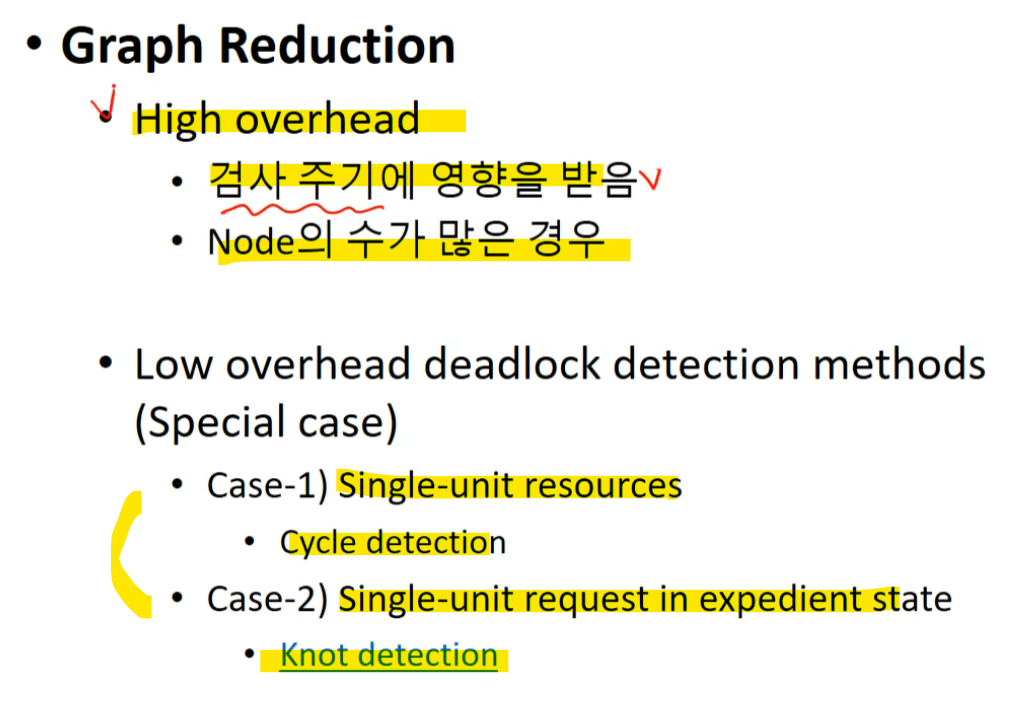 • Graph Reduction
• High overhead
• 검사 주기에 영향을 받음
• Node의 수가 많은 경우
• Low overhead deadlock detection methods
(Special case)
• Case-1) Single-unit resources
• Cycle detection
• Case-2) Single-unit request in expedient state
• Knot detection